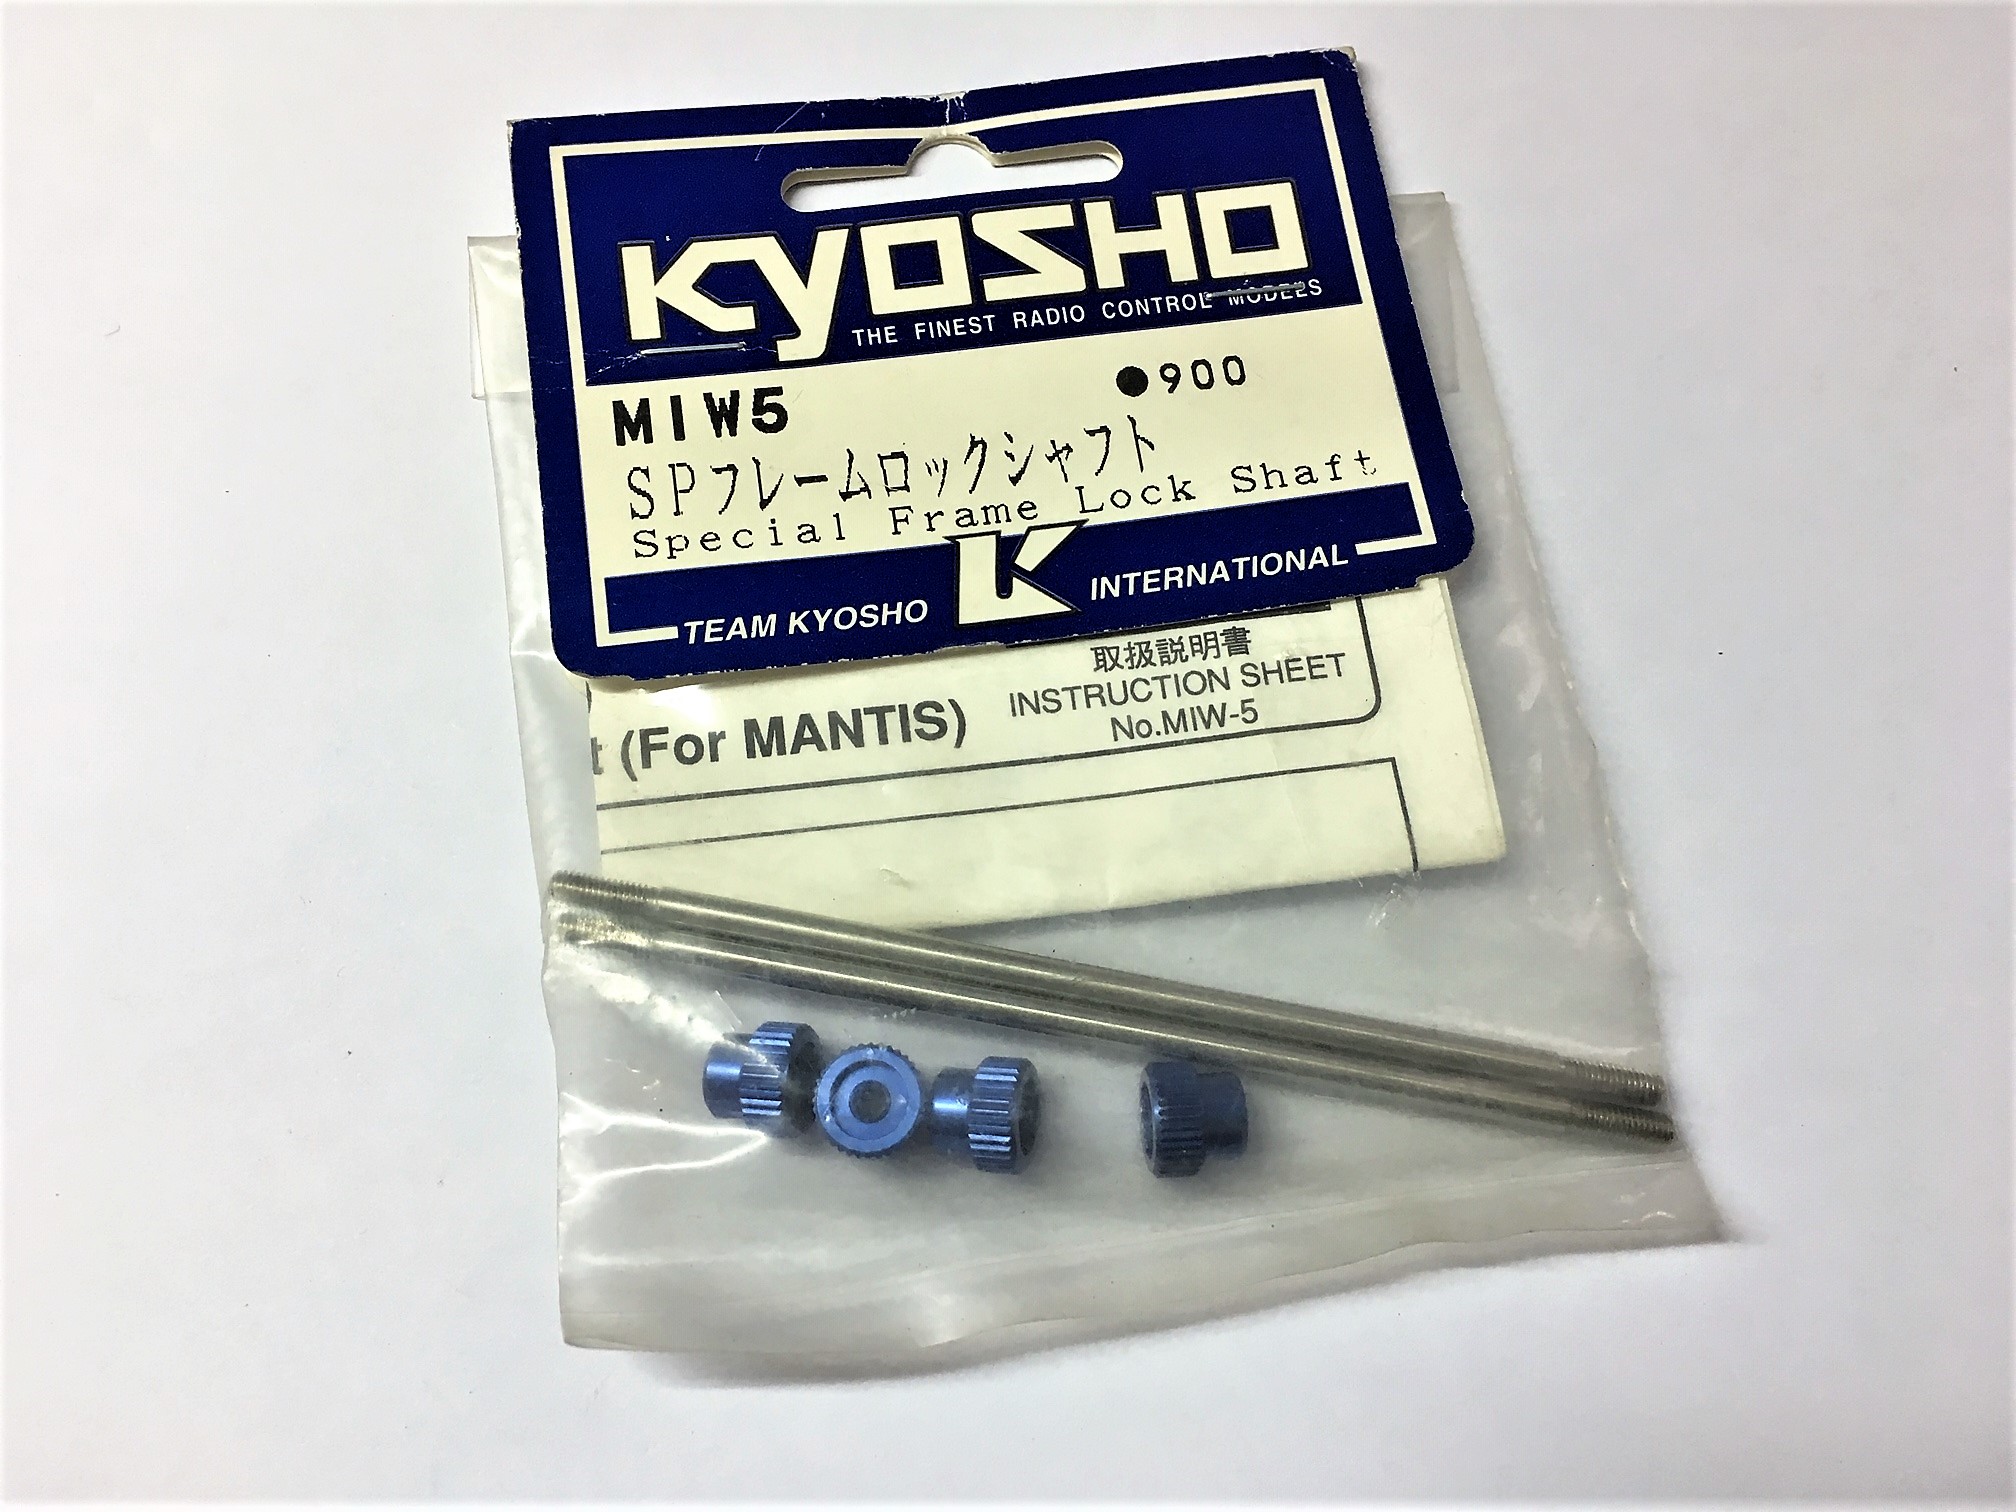 KYOSHO
THE FINEST RADIO CONTROL MODELS
MIW5 ●900
SPフレームロックシャフト
Special Frame Lock Shaft
TEAM KYOSHO K INTERNATIONAL
取扱説明書
(For MANTIS) INSTRUCTION SHEET
No.MIW-5